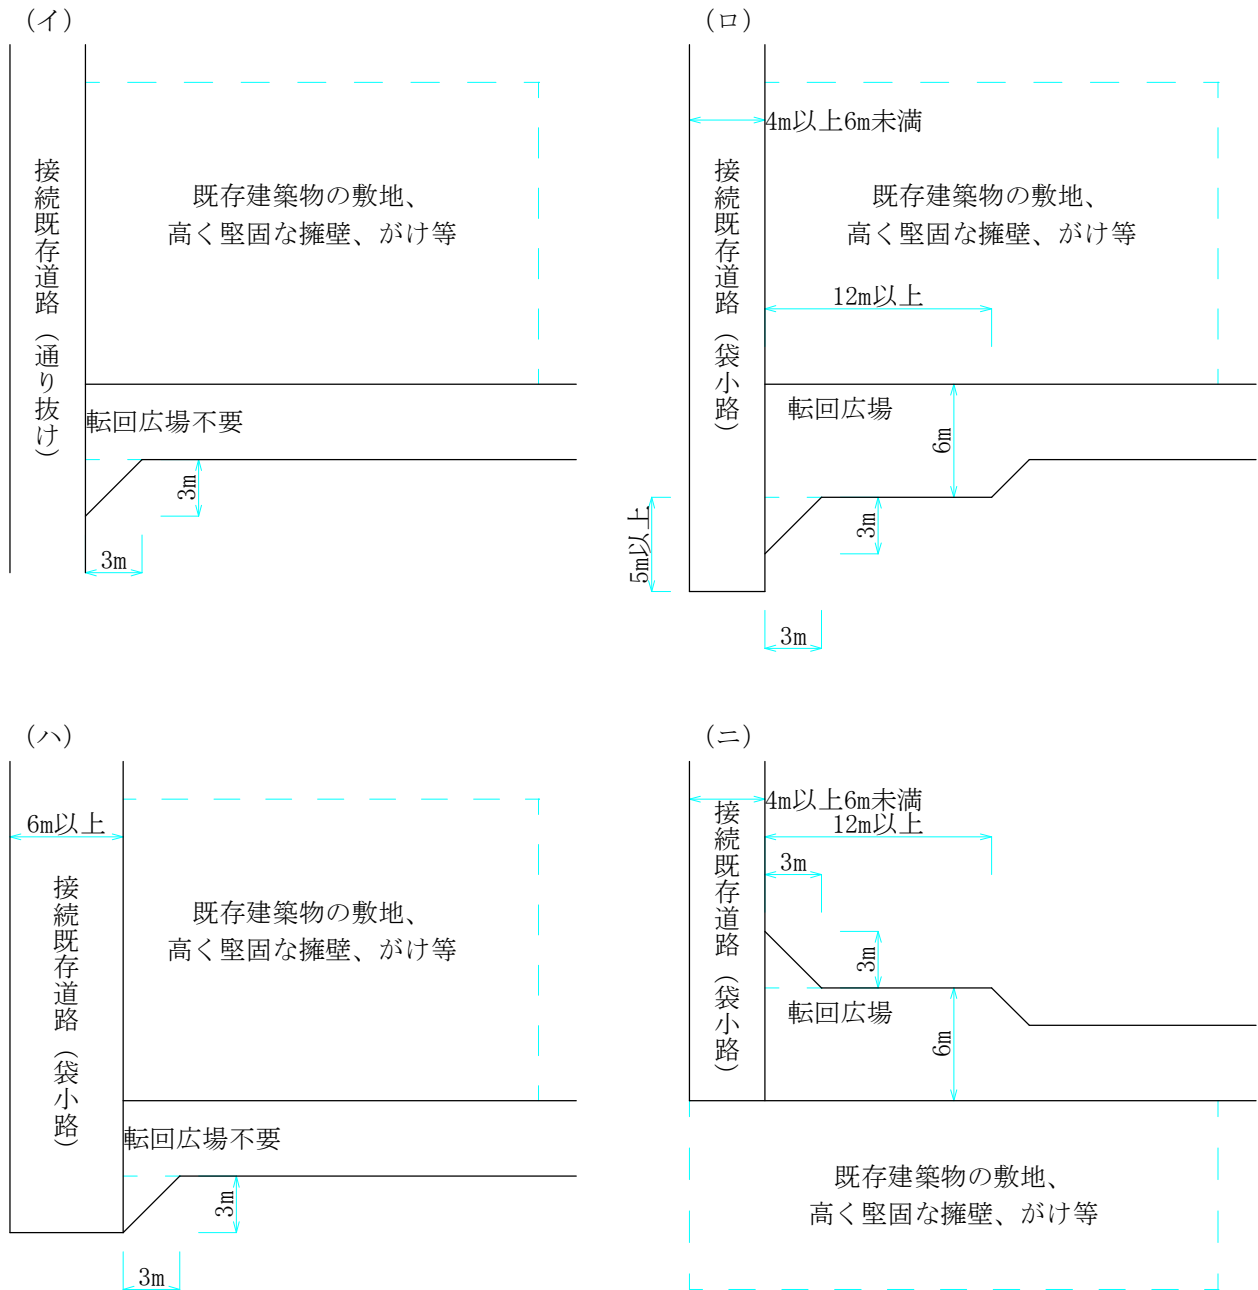 （イ）
接続既存道路（通り抜け）
既存建築物の敷地、
高く堅固な擁壁、がけ等
転回広場不要
3m
3m
（ロ）
4m以上6m未満
接続既存道路（袋小路）
既存建築物の敷地、
高く堅固な擁壁、がけ等
12m以上
転回広場
6m
3m
5m以上
3m
（ハ）
6m以上
接続既存道路（袋小路）
既存建築物の敷地、
高く堅固な擁壁、がけ等
転回広場不要
3m
3m
（ニ）
4m以上6m未満
12m以上
接続既存道路（袋小路）
3m
3m
転回広場
6m
既存建築物の敷地、
高く堅固な擁壁、がけ等